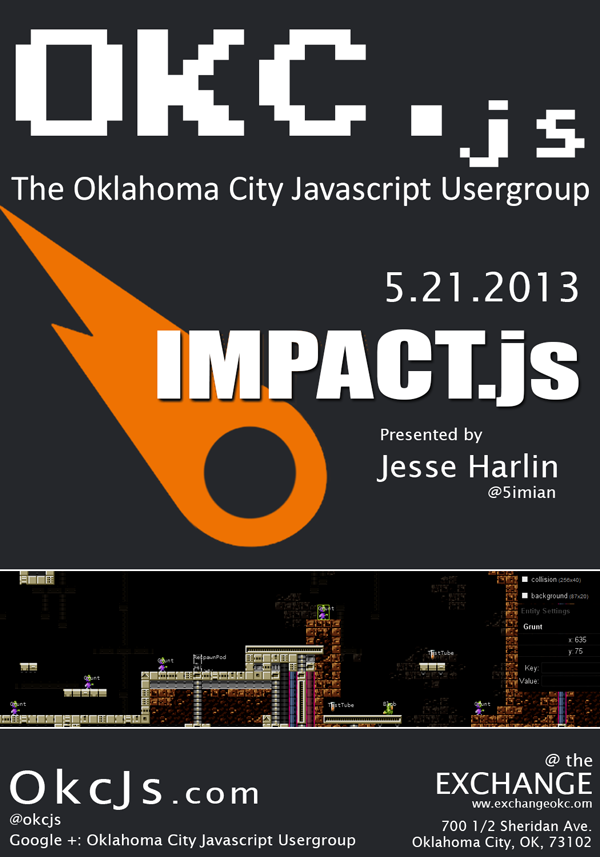 OKC.js
The Oklahoma City Javascript Usergroup
5.21.2013
IMPACT.js
Presented by
Jesse Harlin
@5imian
collision (256x40)
background (87x20)
Entity Settings
Grunt
x: 635
y: 75
Key:
Value:
Grunt
TestTube
RespawnPod
Grunt
Grunt
Grunt
TestTube
Blob
Grunt
OkcJs.com
@okcjs
Google +: Oklahoma City Javascript Usergroup
@ the
EXCHANGE
www.exchangeokc.om
700 1/2 Sheridan Ave.
Oklahoma City, OK, 73102